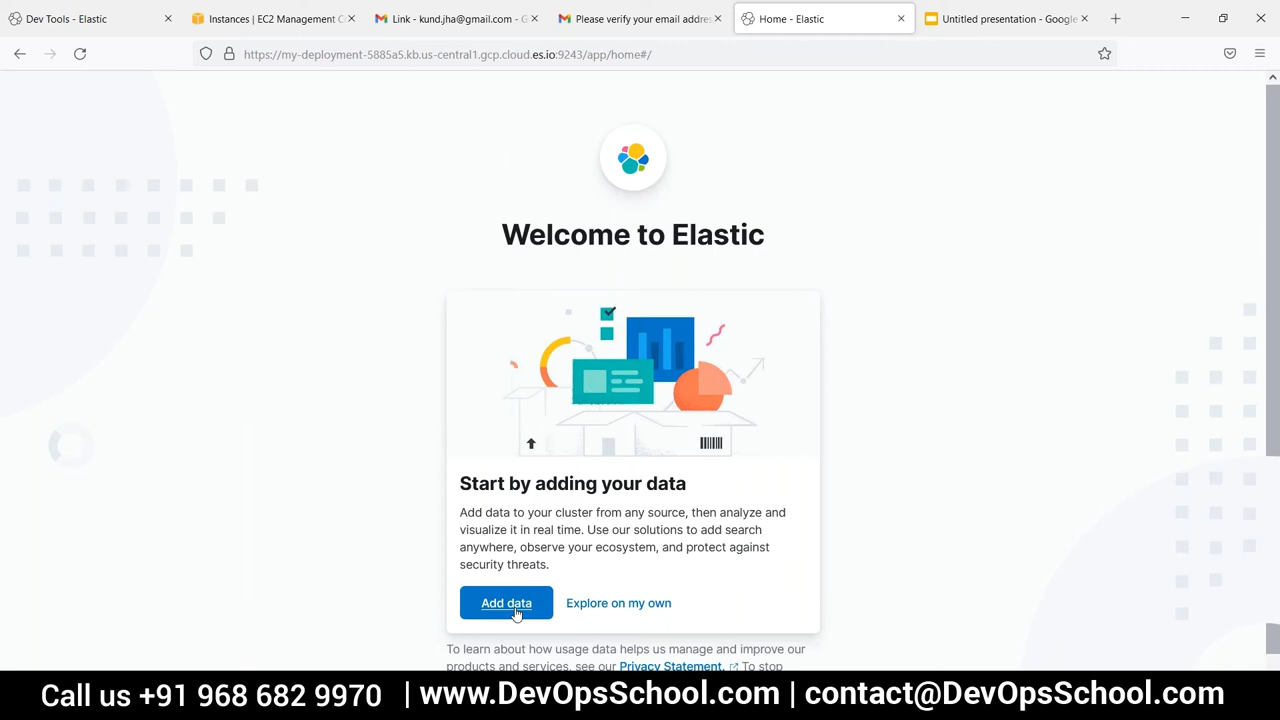 Dev Tools - Elastic
Instances | EC2 Management C
Link - kund.jha@gmail.com - G
Please verify your email address
Home - Elastic
Untitled presentation - Google
https://my-deployment-5885a5.kb.us-central1.gcp.cloud.es.io:9243/app/home#/
Welcome to Elastic
Start by adding your data
Add data to your cluster from any source, then analyze and
visualize it in real time. Use our solutions to add search
anywhere, observe your ecosystem, and protect against
security threats.
Add data
Explore on my own
To learn about how usage data helps us manage and improve our
products and services, see our Privacy Statement. To stop
Call us +91 968 682 9970 | www.DevOpsSchool.com | contact@DevOpsSchool.com